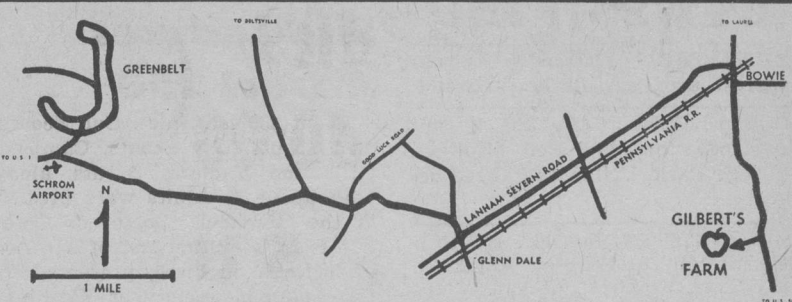 TO BELTSVILLE
TO LAUREL
GREENBELT
BOWIE
GOOD LUCK ROAD
PENNSYLVANIA R.R.
LANHAM SEVERN ROAD
TO U S 1
SCHROM
AIRPORT
N
GILBERT'S
FARM
GLENN DALE
1 MILE
TO U.S.